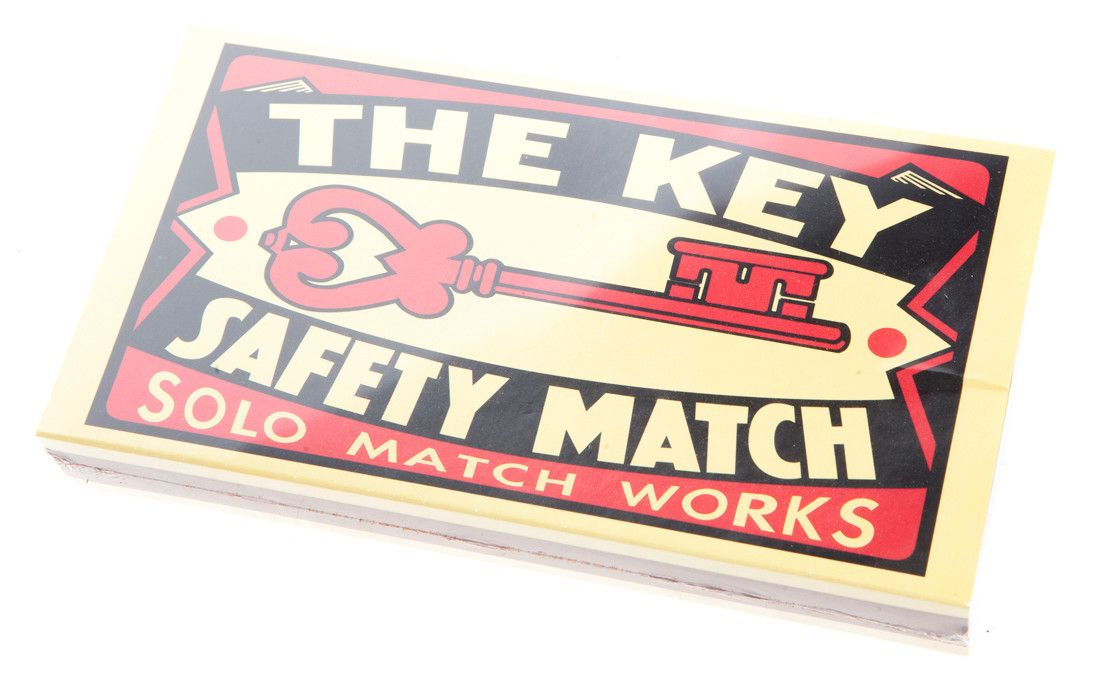 THE KEY
SAFETY MATCH
SOLO MATCH WORKS